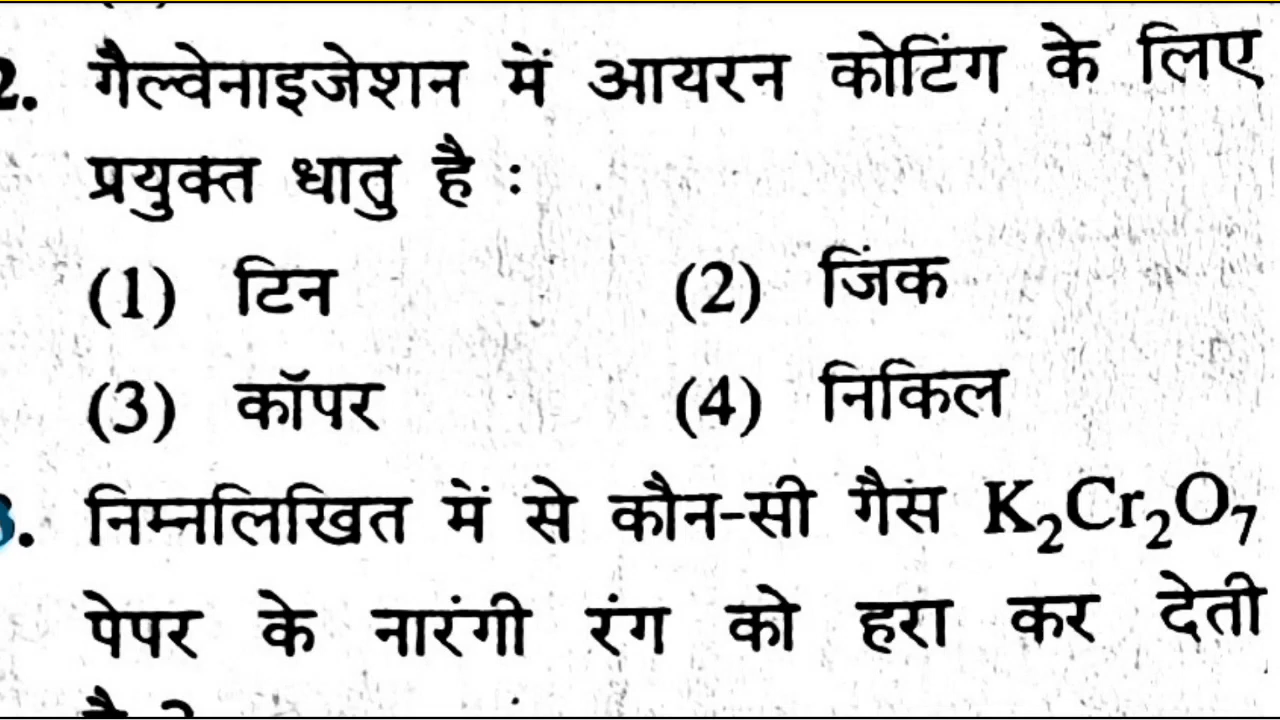 2. गैल्वेनाइजेशन में आयरन कोटिंग के लिए
प्रयुक्त धातु है :
(1) टिन (2) जिंक
(3) कॉपर (4) निकिल
3. निम्नलिखित में से कौन-सी गैस K₂Cr₂O₇
पेपर के नारंगी रंग को हरा कर देती
है ?